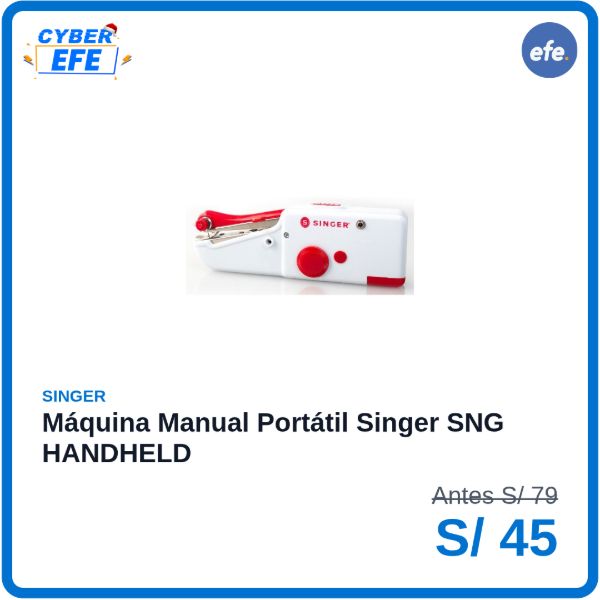 CYBER
EFE
efe.
S SINGER
SINGER
Máquina Manual Portátil Singer SNG
HANDHELD
Antes S/ 79
S/ 45